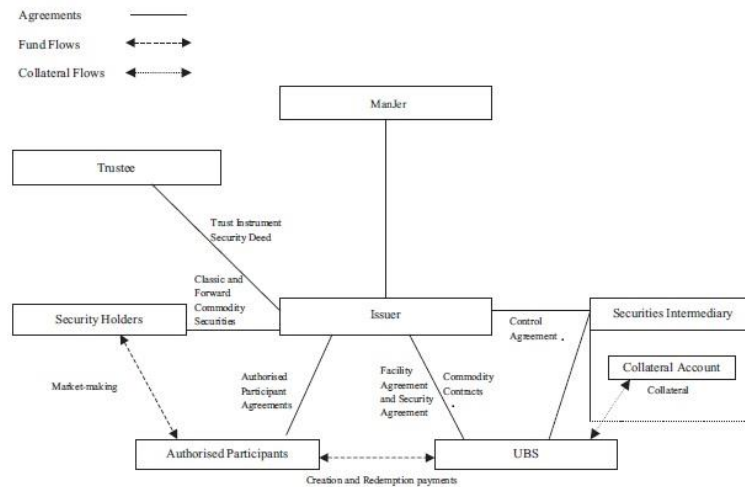 Agreements
Fund Flows
Collateral Flows
ManJer
Trustee
Trust Instrument
Security Deed
Classic and
Forward
Commodity
Securities
Security Holders
Issuer
Securities Intermediary
Control
Agreement
Collateral Account
Collateral
Market-making
Authorised
Participant
Agreements
Facility
Agreement
and Security
Agreement
Commodity
Contracts
Authorised Participants
UBS
Creation and Redemption payments